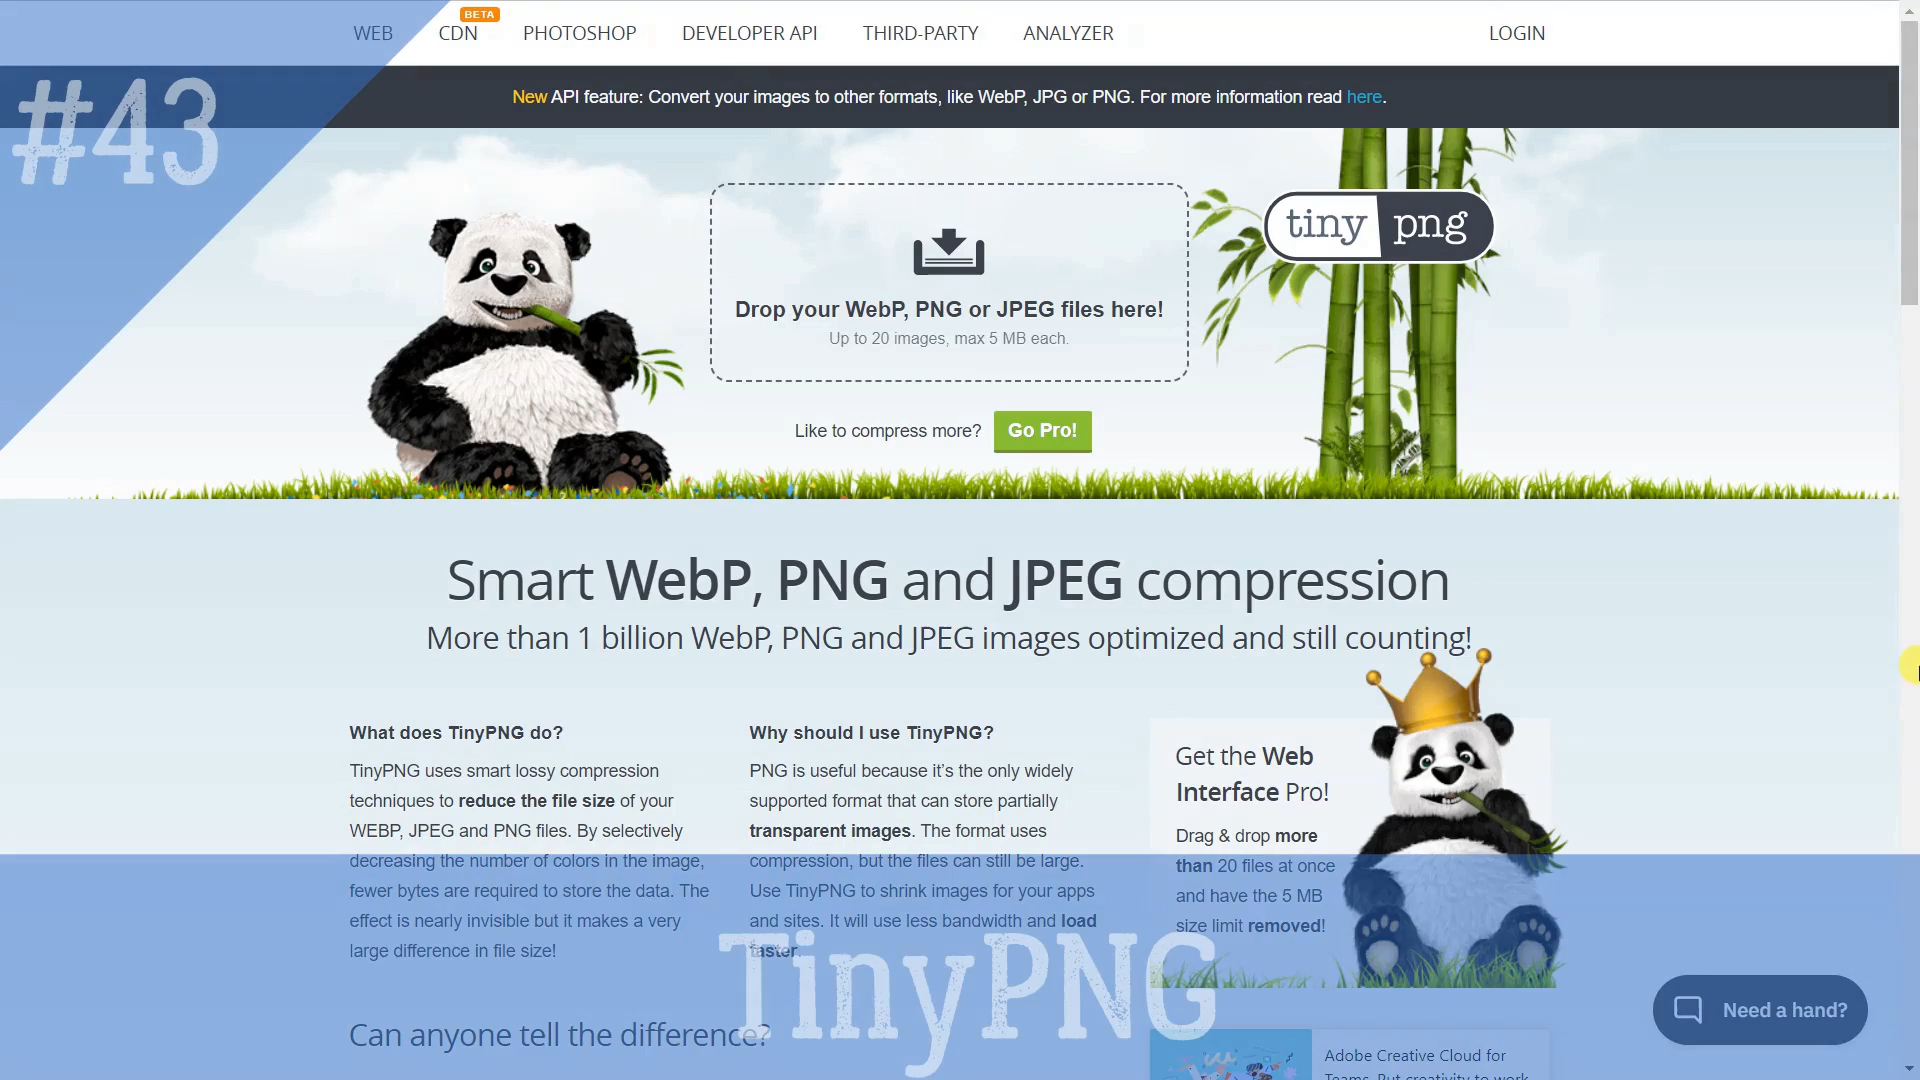 WEB
CDN
BETA
PHOTOSHOP
DEVELOPER API
THIRD-PARTY
ANALYZER
LOGIN
#43
New API feature: Convert your images to other formats, like WebP, JPG or PNG. For more information read here.
tiny png
Drop your WebP, PNG or JPEG files here!
Up to 20 images, max 5 MB each.
Like to compress more?
Go Pro!
Smart WebP, PNG and JPEG compression
More than 1 billion WebP, PNG and JPEG images optimized and still counting!
What does TinyPNG do?
TinyPNG uses smart lossy compression
techniques to reduce the file size of your
WEBP, JPEG and PNG files. By selectively
decreasing the number of colors in the image,
fewer bytes are required to store the data. The
effect is nearly invisible but it makes a very
large difference in file size!
Why should I use TinyPNG?
PNG is useful because it's the only widely
supported format that can store partially
transparent images. The format uses
compression, but the files can still be large.
Use TinyPNG to shrink images for your apps
and sites. It will use less bandwidth and load
faster
Get the Web
Interface Pro!
Drag & drop more
than 20 files at once
and have the 5 MB
size limit removed!
TinyPNG
Can anyone tell the difference?
Need a hand?
Adobe Creative Cloud for
Teams. Put creativity to work